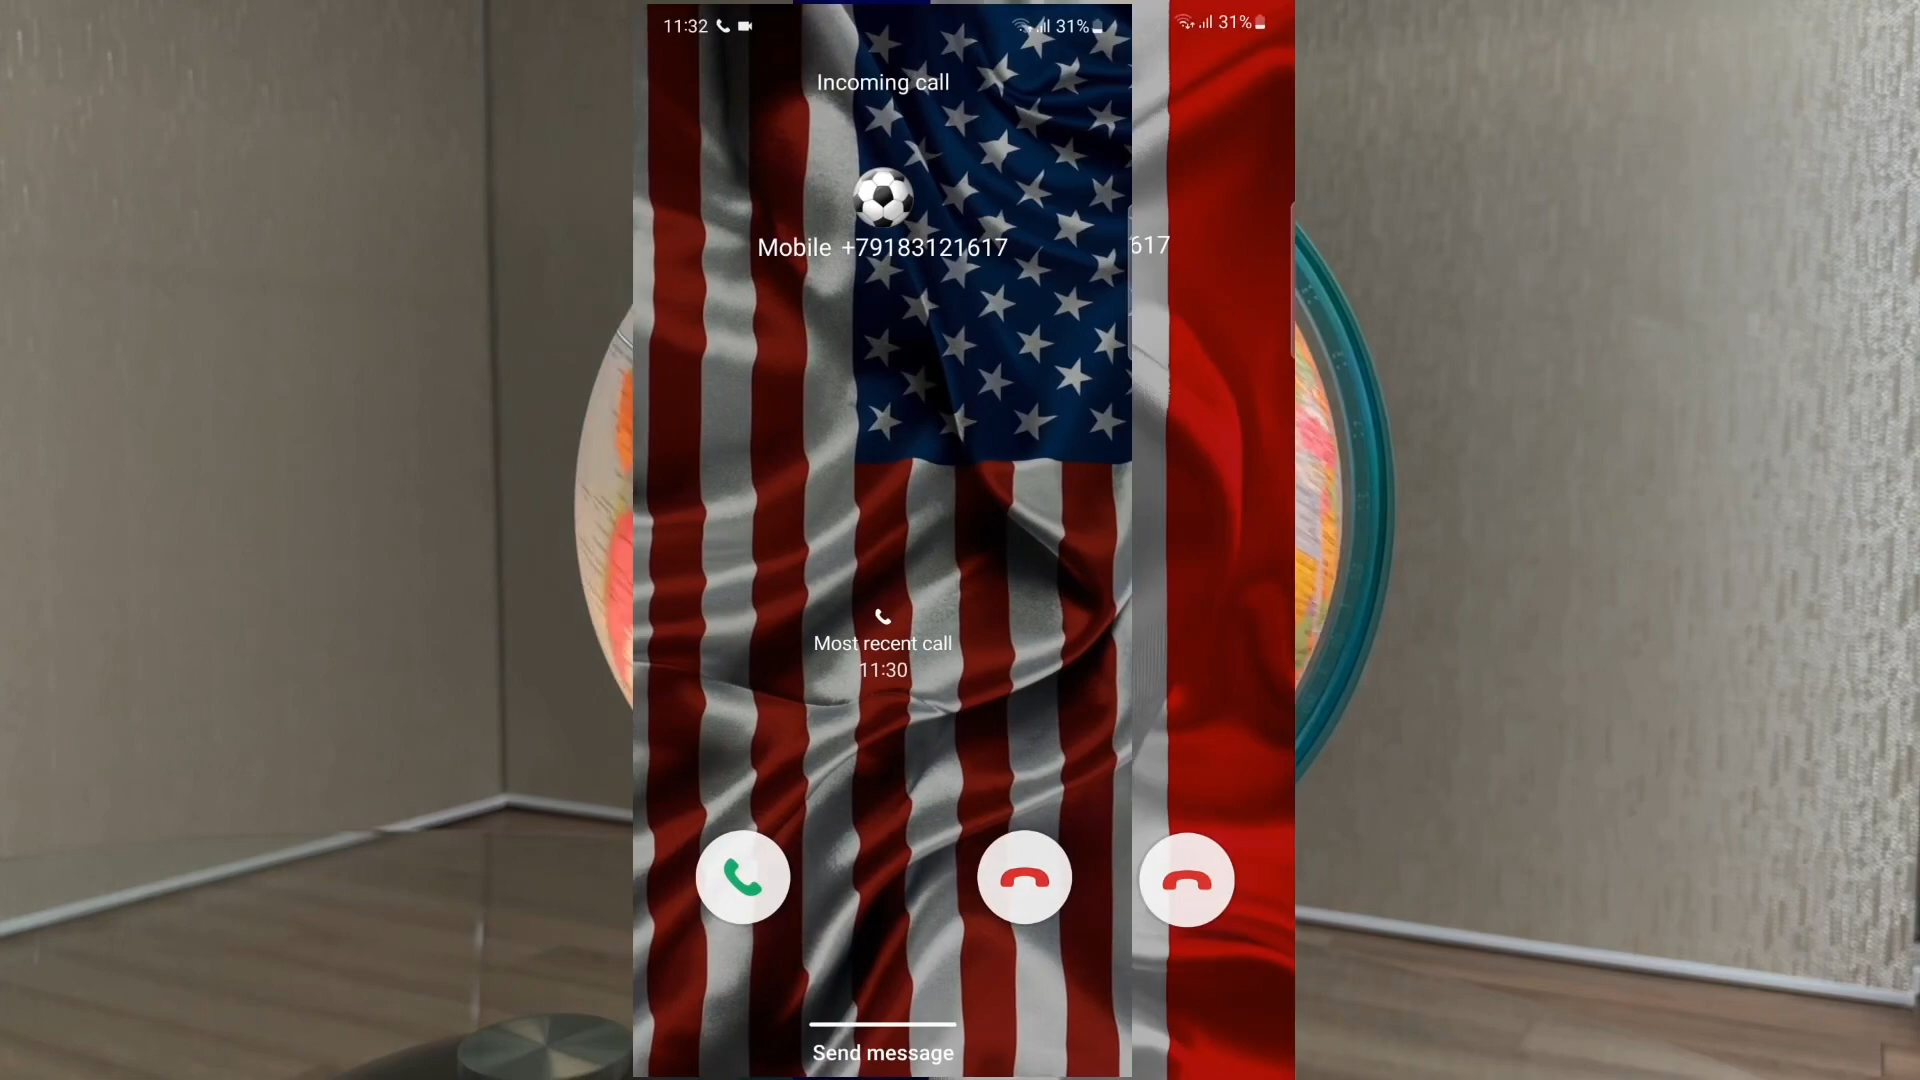 11:32
31%
31%
Incoming call
Mobile +79183121617
617
Most recent call
11:30
Send message